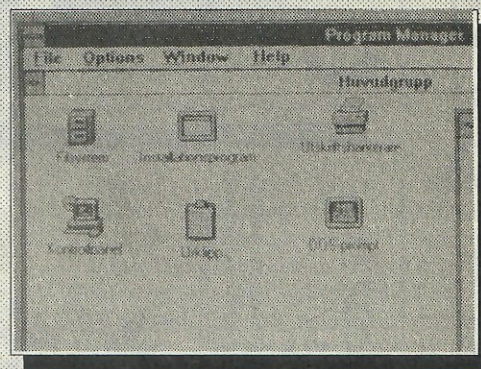 Program Manager
File Options Window Help
Huvudgrupp
Filsystem Installationsprogram Utskriftshanterare
Kontrollpanel Urklipp DOS-prompt